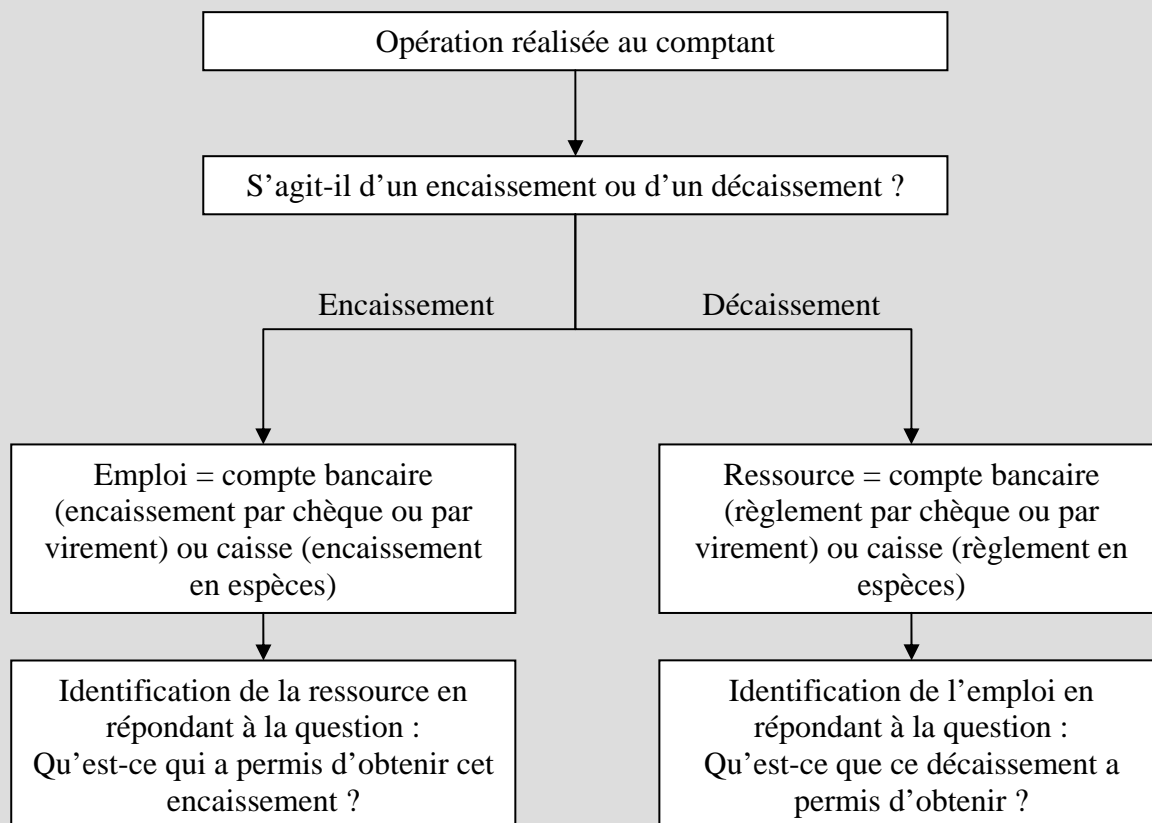 Opération réalisée au comptant
S’agit-il d’un encaissement ou d’un décaissement ?
Encaissement
Décaissement
Emploi = compte bancaire
(encaissement par chèque ou par
virement) ou caisse (encaissement
en espèces)
Ressource = compte bancaire
(règlement par chèque ou par
virement) ou caisse (règlement en
espèces)
Identification de la ressource en
répondant à la question :
Qu’est-ce qui a permis d’obtenir cet
encaissement ?
Identification de l’emploi en
répondant à la question :
Qu’est-ce que ce décaissement a
permis d’obtenir ?